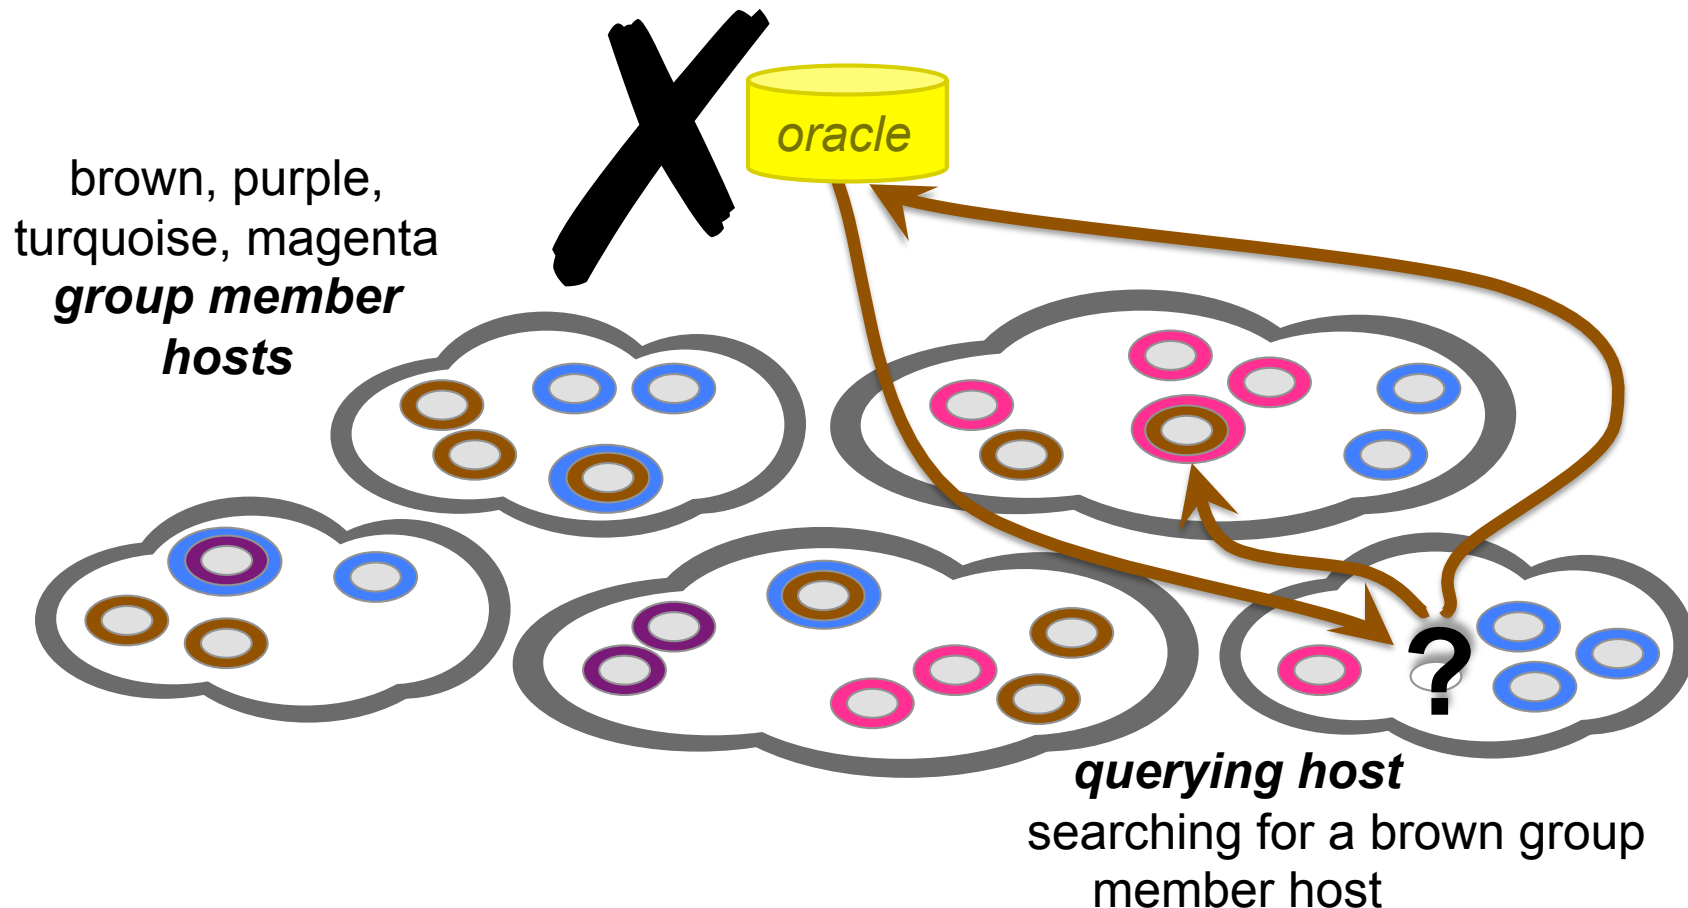 oracle
brown, purple,
turquoise, magenta
group member
hosts
?
querying host
searching for a brown group
member host